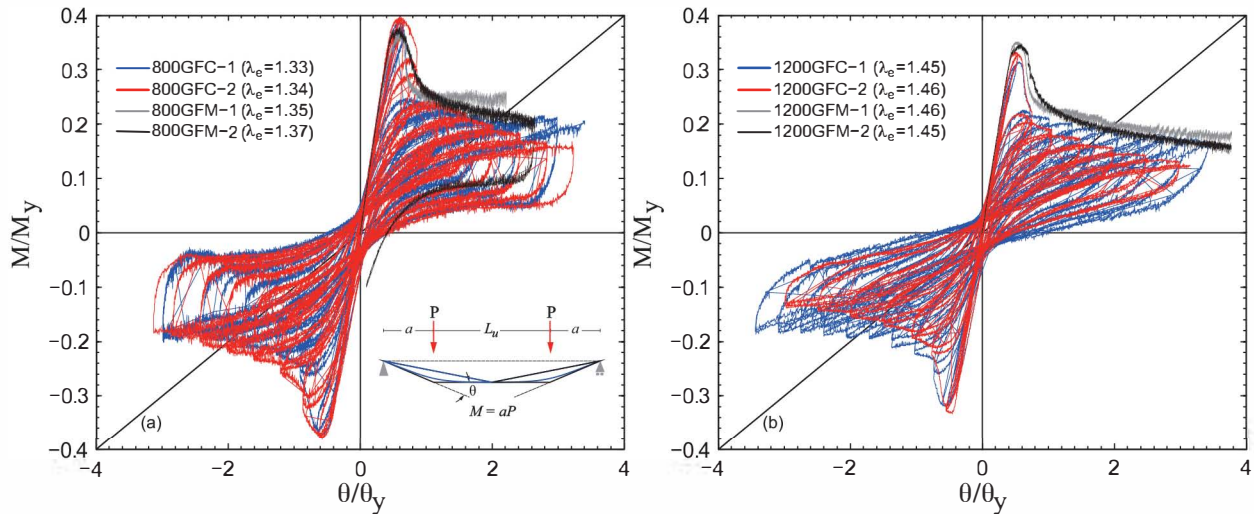 0.4
0.3
0.2
0.1
0
−0.1
−0.2
−0.3
−0.4
M/My
800GFC−1 (λe=1.33)
800GFC−2 (λe=1.34)
800GFM−1 (λe=1.35)
800GFM−2 (λe=1.37)
P
P
a
Lu
a
θ
M = aP
(a)
−4
−2
0
2
4
θ/θy
0.4
0.3
0.2
0.1
0
−0.1
−0.2
−0.3
−0.4
M/My
1200GFC−1 (λe=1.45)
1200GFC−2 (λe=1.46)
1200GFM−1 (λe=1.46)
1200GFM−2 (λe=1.45)
(b)
−4
−2
0
2
4
θ/θy